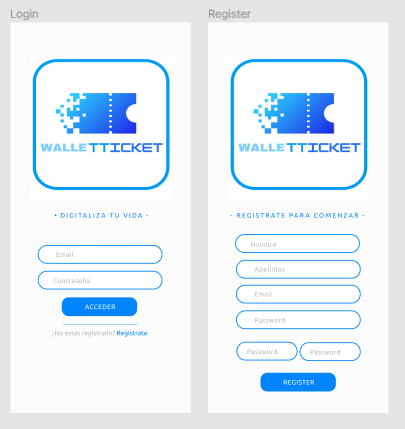 Login
WALLETTICKET
• DIGITALIZA TU VIDA -
Email
Contraseña
ACCEDER
¿No estas registrado? Registrate
Register
WALLETTICKET
- REGISTRATE PARA COMENZAR -
Nombre
Apellidos
Email
Password
Password Password
REGISTER